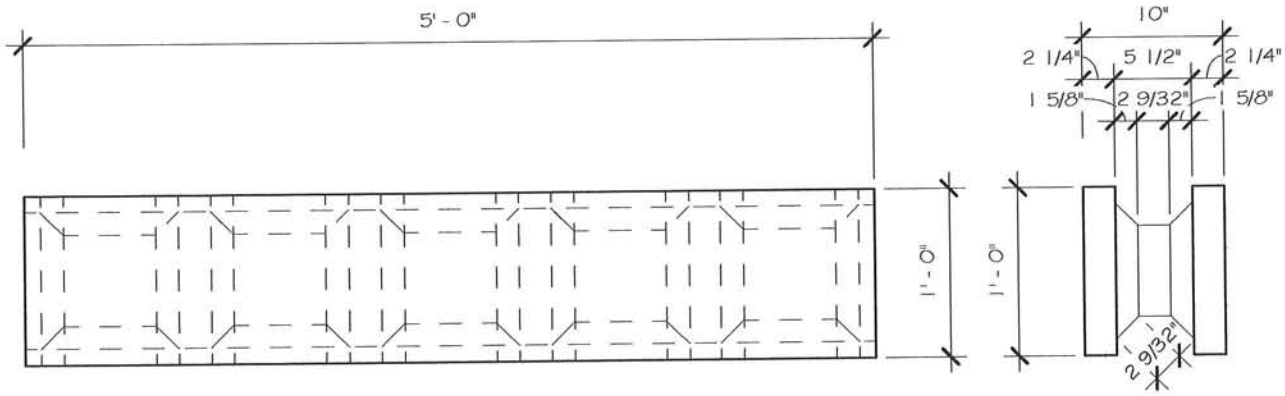 5' - 0"
10"
2 1/4" 5 1/2" 2 1/4"
1 5/8" 2 9/32" 1 5/8"
1' - 0"
1' - 0"
2 9/32"